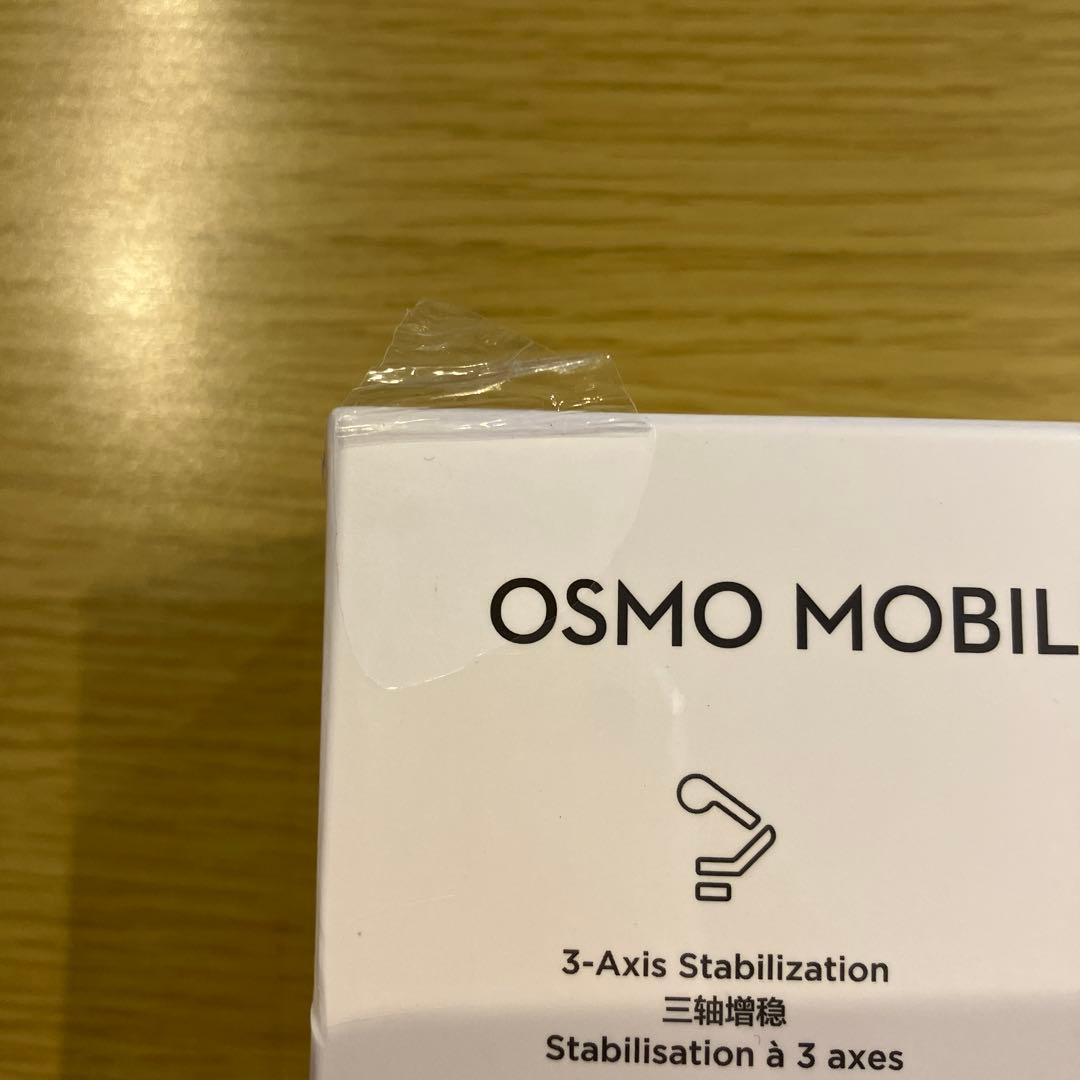 OSMO MOBIL
3-Axis Stabilization
三轴增稳
Stabilisation à 3 axes